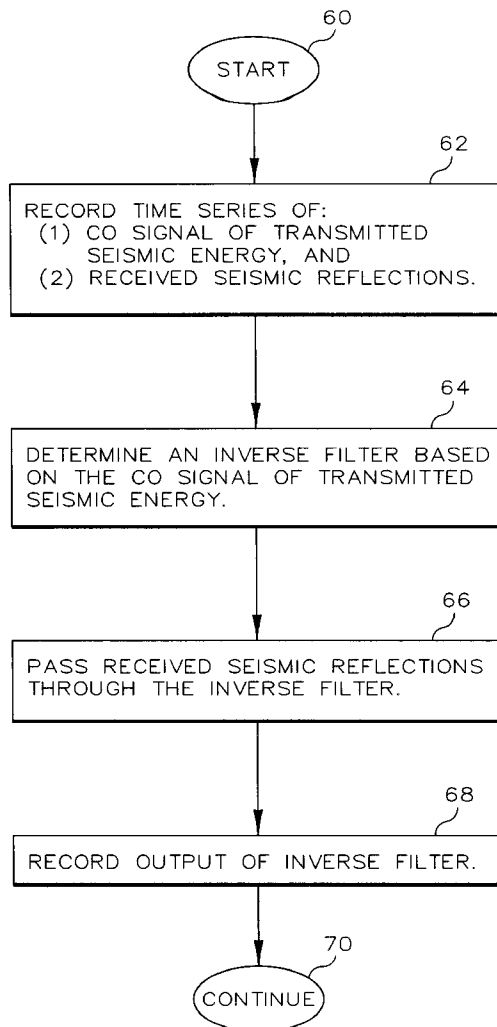 60
START
62
RECORD TIME SERIES OF:
(1) CO SIGNAL OF TRANSMITTED
SEISMIC ENERGY, AND
(2) RECEIVED SEISMIC REFLECTIONS.
64
DETERMINE AN INVERSE FILTER BASED
ON THE CO SIGNAL OF TRANSMITTED
SEISMIC ENERGY.
66
PASS RECEIVED SEISMIC REFLECTIONS
THROUGH THE INVERSE FILTER.
68
RECORD OUTPUT OF INVERSE FILTER.
70
CONTINUE